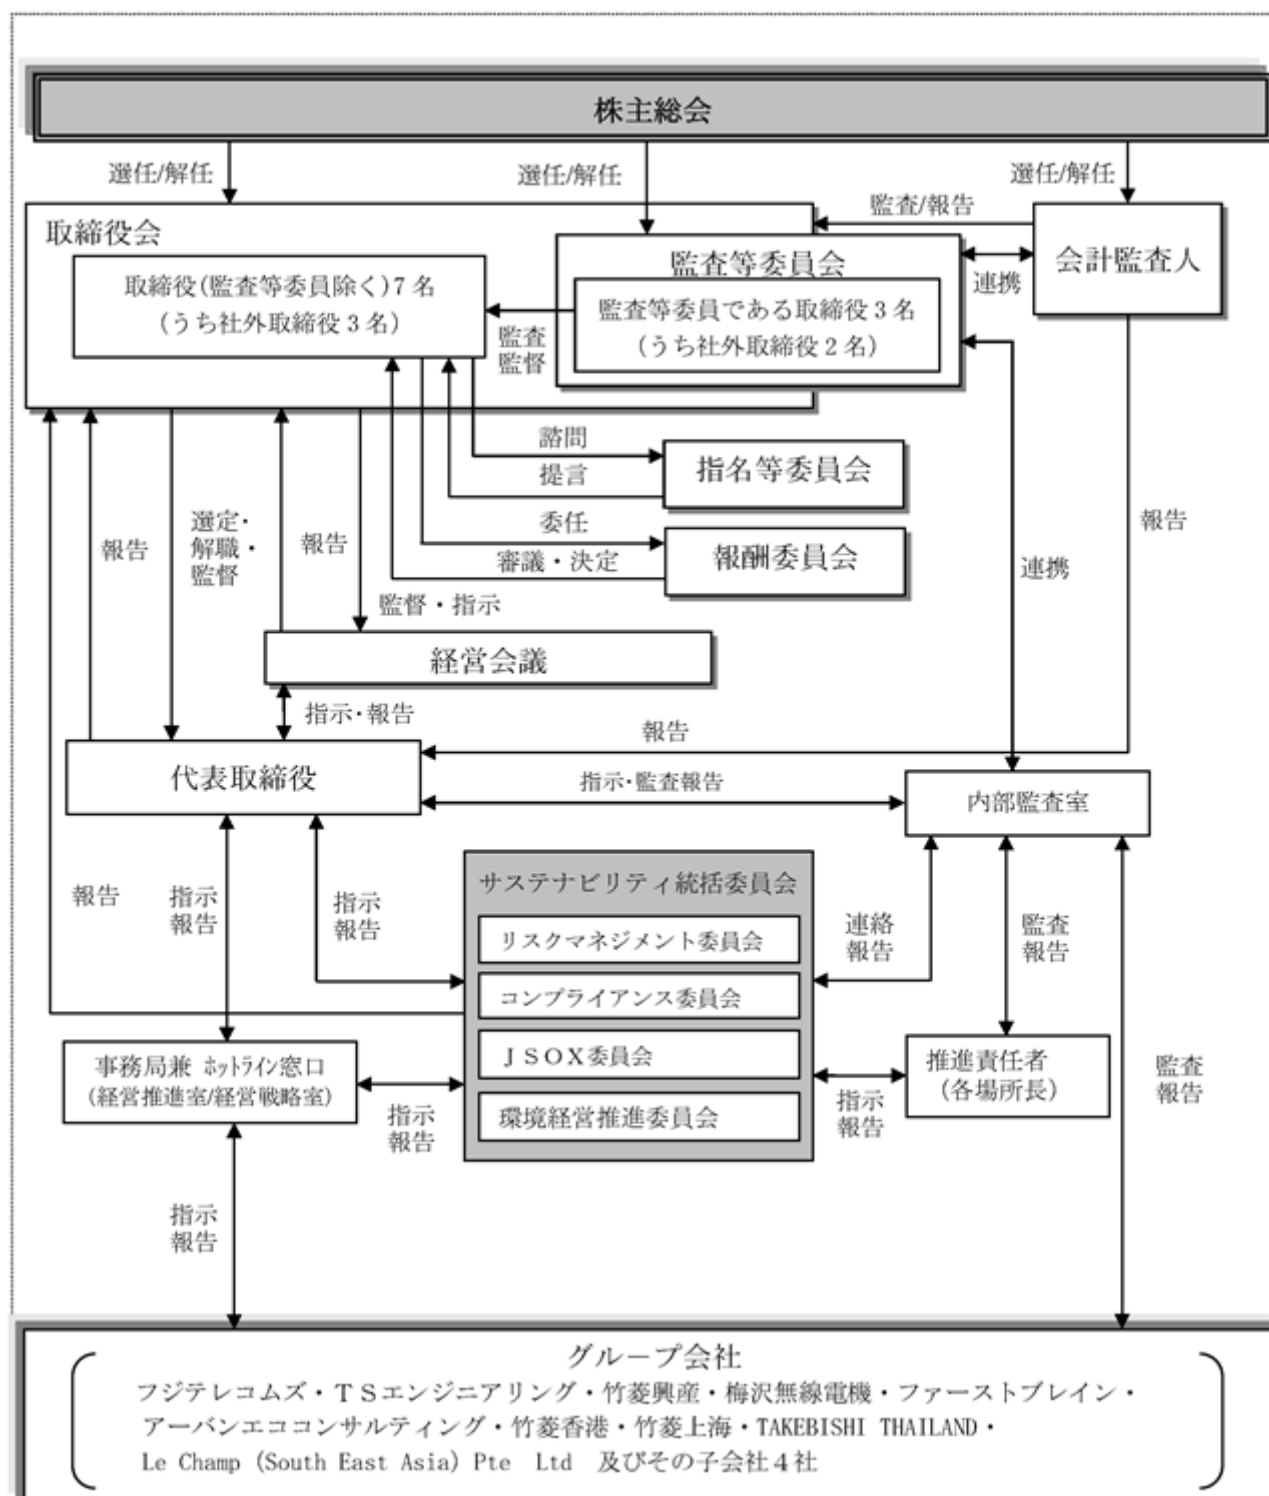 株主総会
選任/解任
選任/解任
選任/解任
取締役会
取締役(監査等委員除く)7名
(うち社外取締役3名)
監査
監督
監査等委員会
監査等委員である取締役3名
(うち社外取締役2名)
監査/報告
連携
会計監査人
諮問
提言
指名等委員会
委任
審議・決定
報酬委員会
報告
選定・
解職・
監督
報告
監督・指示
連携
報告
経営会議
指示・報告
報告
代表取締役
指示・監査報告
内部監査室
報告
指示
報告
指示
報告
サステナビリティ統括委員会
リスクマネジメント委員会
コンプライアンス委員会
JSOX委員会
環境経営推進委員会
連絡
報告
監査
報告
事務局兼 ホットライン窓口
(経営推進室/経営戦略室)
指示
報告
指示
報告
推進責任者
(各場所長)
監査
報告
指示
報告
グループ会社
フジテレコムズ・TSエンジニアリング・竹菱興産・梅沢無線電機・ファーストブレイン・
アーバンエココンサルティング・竹菱香港・竹菱上海・TAKEBISHI THAILAND・
Le Champ (South East Asia) Pte Ltd 及びその子会社4社